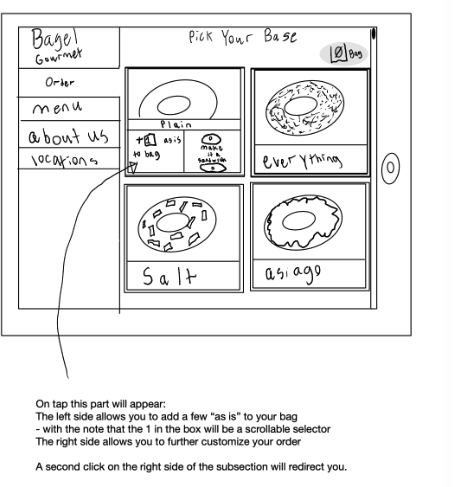 Bagel
Gourmet
Order
menu
about us
locations
Pick Your Base
0 Bag
Plain
+1 as is
to bag
make
it a
sandwich
everything
Salt
asiago
On tap this part will appear:
The left side allows you to add a few “as is” to your bag
- with the note that the 1 in the box will be a scrollable selector
The right side allows you to further customize your order
A second click on the right side of the subsection will redirect you.